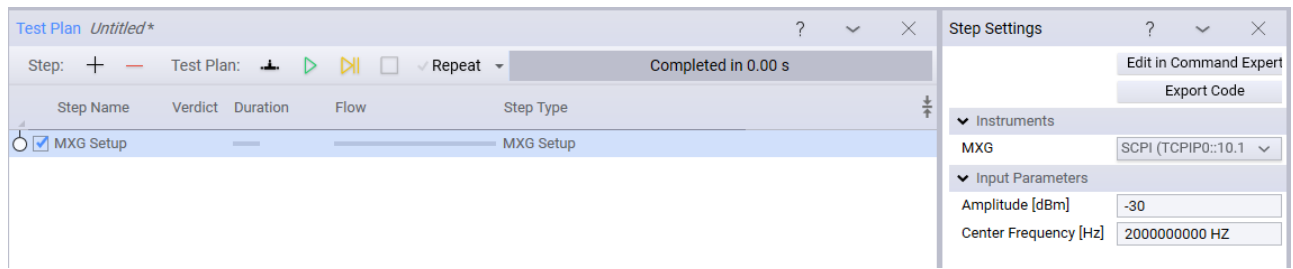 Test Plan Untitled*
?
Step: Test Plan: Repeat Completed in 0.00 s
Step Name Verdict Duration Flow Step Type
MXG Setup MXG Setup
Step Settings ?
Edit in Command Expert
Export Code
Instruments
MXG SCPI (TCPIP0::10.1
Input Parameters
Amplitude [dBm] -30
Center Frequency [Hz] 2000000000 HZ